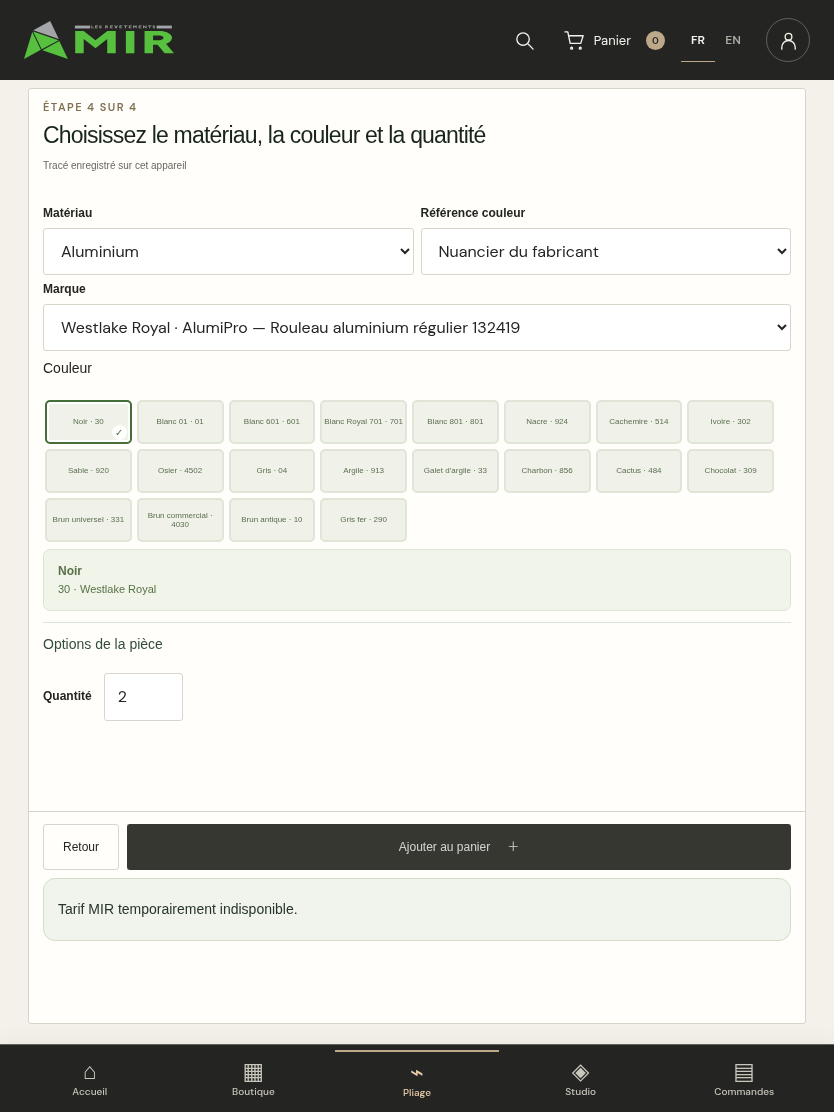 LES REVÊTEMENTS
MIR
Panier 0 FR EN
ÉTAPE 4 SUR 4
Choisissez le matériau, la couleur et la quantité
Tracé enregistré sur cet appareil
Matériau Référence couleur
Aluminium Nuancier du fabricant
Marque
Westlake Royal · AlumiPro — Rouleau aluminium régulier 132419
Couleur
Noir · 30 Blanc 01 · 01 Blanc 601 · 601 Blanc Royal 701 · 701 Blanc 801 · 801 Nacre · 924 Cachemire · 514 Ivoire · 302
Sable · 920 Osier · 4502 Gris · 04 Argile · 913 Galet d'argile · 33 Charbon · 856 Cactus · 484 Chocolat · 309
Brun universel · 331 Brun commercial · 4030 Brun antique · 10 Gris fer · 290
Noir
30 · Westlake Royal
Options de la pièce
Quantité 2
Retour Ajouter au panier +
Tarif MIR temporairement indisponible.
Accueil Boutique Pliage Studio Commandes